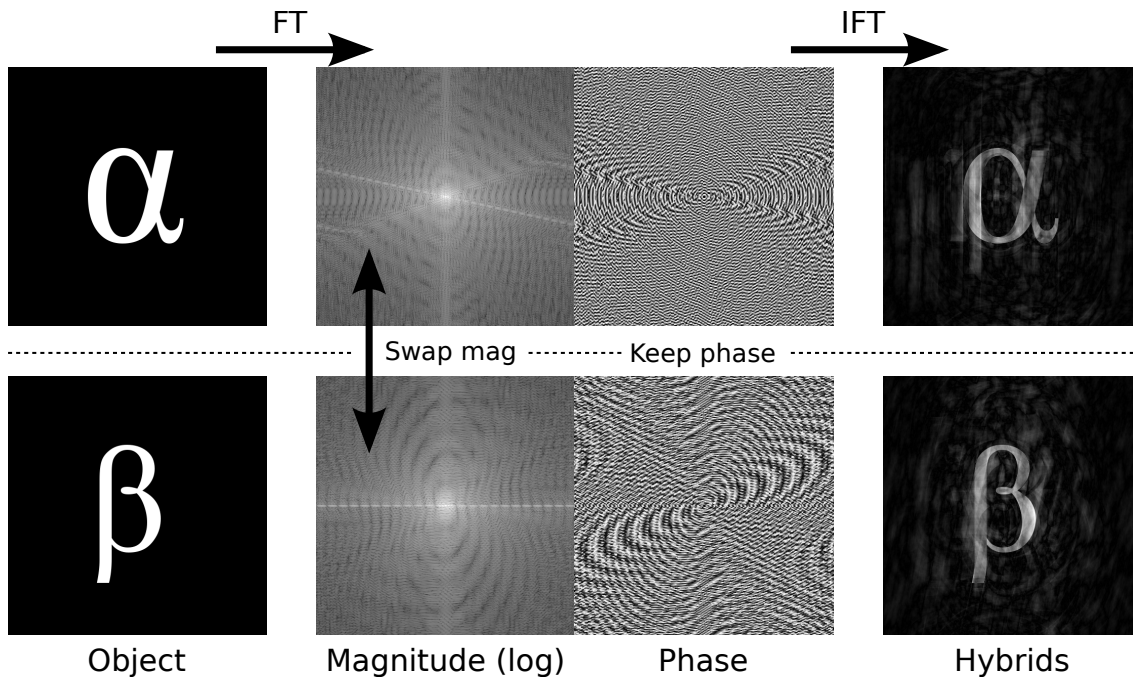 FT
IFT
α
α
Swap mag
Keep phase
β
β
Object
Magnitude (log)
Phase
Hybrids